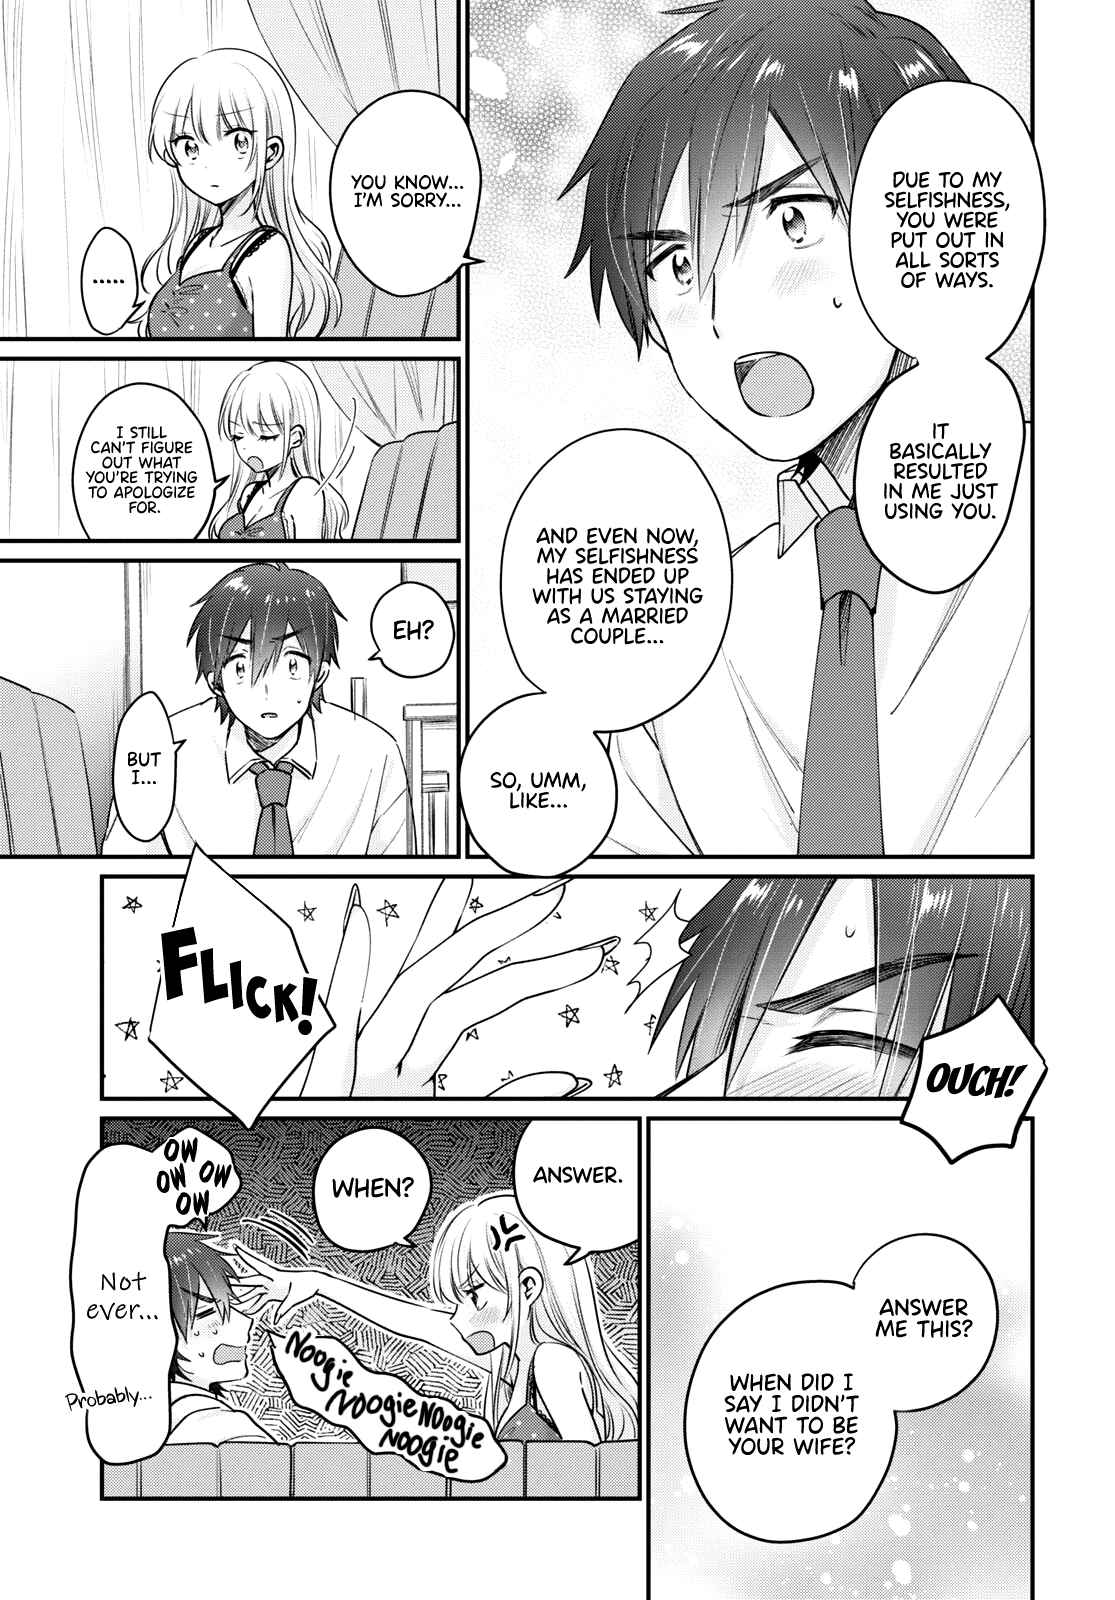 DUE TO MY
SELFISHNESS,
YOU WERE
PUT OUT IN
ALL SORTS
OF WAYS.
IT
BASICALLY
RESULTED
IN ME JUST
USING YOU.
AND EVEN NOW,
MY SELFISHNESS
HAS ENDED UP
WITH US STAYING
AS A MARRIED
COUPLE...
SO, UMM,
LIKE...
YOU KNOW...
I'M SORRY...
.....
I STILL
CAN'T FIGURE
OUT WHAT
YOU'RE TRYING
TO APOLOGIZE
FOR.
EH?
BUT
I...
FLICK!
OUCH!
ANSWER
ME THIS?
WHEN DID I
SAY I DIDN'T
WANT TO BE
YOUR WIFE?
ANSWER.
WHEN?
OW
OW OW
OW
Noogie
NOogie NOogie
NOogie
Not
ever...
Probably...